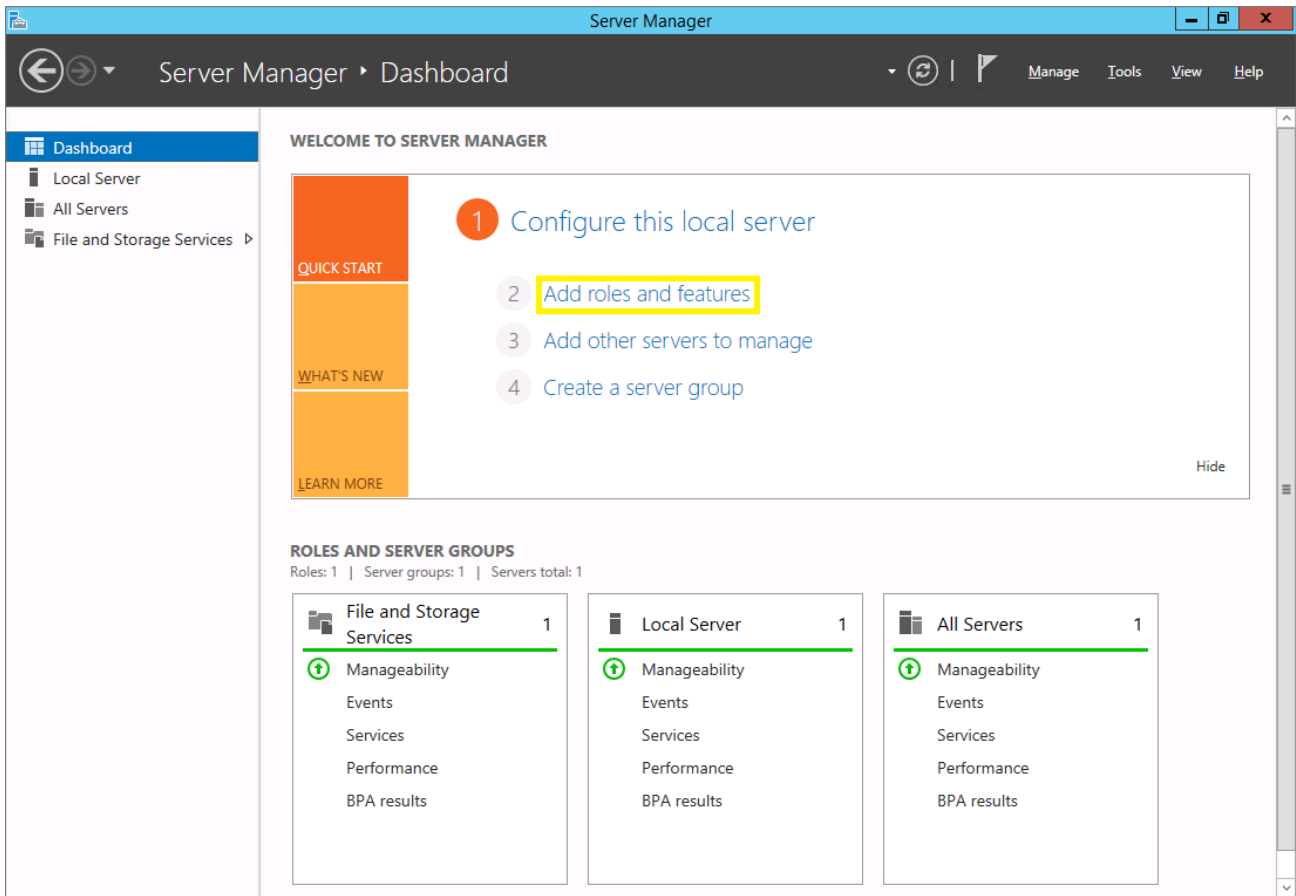 Server Manager
Server Manager ‣ Dashboard
Manage Tools View Help
Dashboard
Local Server
All Servers
File and Storage Services
WELCOME TO SERVER MANAGER
QUICK START
WHAT'S NEW
LEARN MORE
1 Configure this local server
2 Add roles and features
3 Add other servers to manage
4 Create a server group
Hide
ROLES AND SERVER GROUPS
Roles: 1 | Server groups: 1 | Servers total: 1
File and Storage
Services
1
Manageability
Events
Services
Performance
BPA results
Local Server 1
Manageability
Events
Services
Performance
BPA results
All Servers 1
Manageability
Events
Services
Performance
BPA results